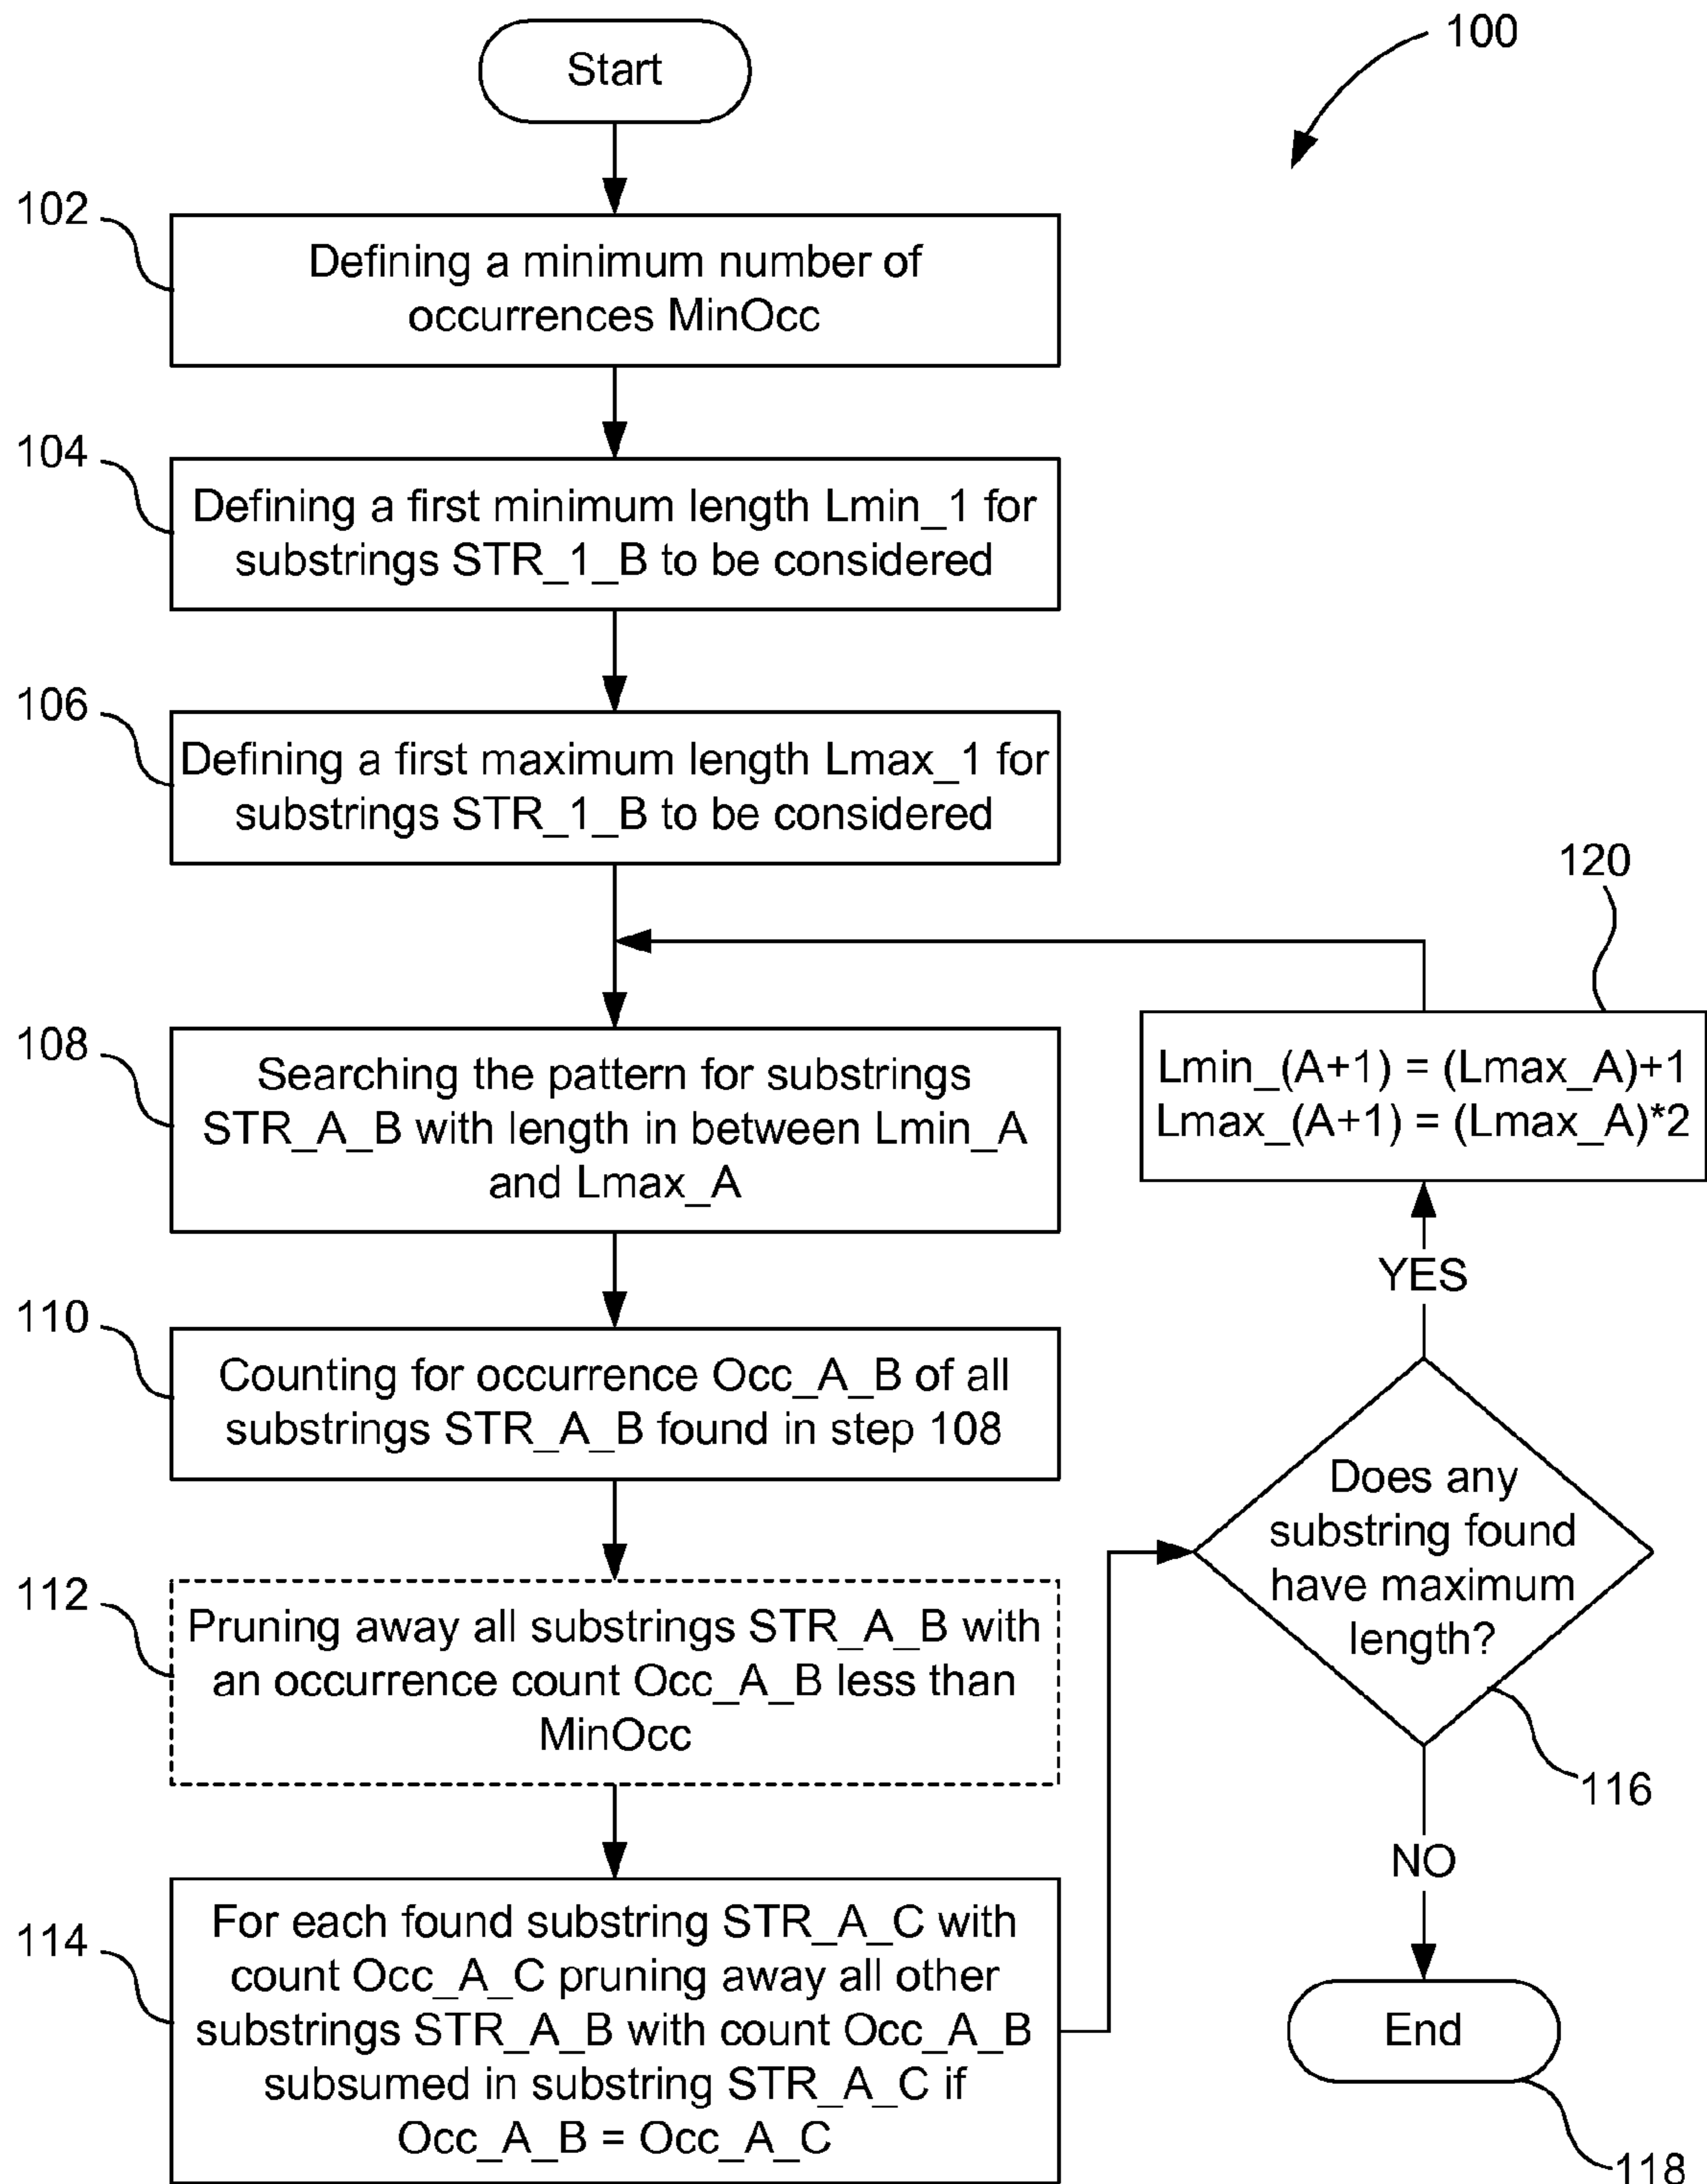 Start
100
102
Defining a minimum number of
occurrences MinOcc
104
Defining a first minimum length Lmin_1 for
substrings STR_1_B to be considered
106
Defining a first maximum length Lmax_1 for
substrings STR_1_B to be considered
108
Searching the pattern for substrings
STR_A_B with length in between Lmin_A
and Lmax_A
110
Counting for occurrence Occ_A_B of all
substrings STR_A_B found in step 108
112
Pruning away all substrings STR_A_B with
an occurrence count Occ_A_B less than
MinOcc
114
For each found substring STR_A_C with
count Occ_A_C pruning away all other
substrings STR_A_B with count Occ_A_B
subsumed in substring STR_A_C if
Occ_A_B = Occ_A_C
120
Lmin_(A+1) = (Lmax_A)+1
Lmax_(A+1) = (Lmax_A)*2
YES
Does any
substring found
have maximum
length?
116
NO
End
118